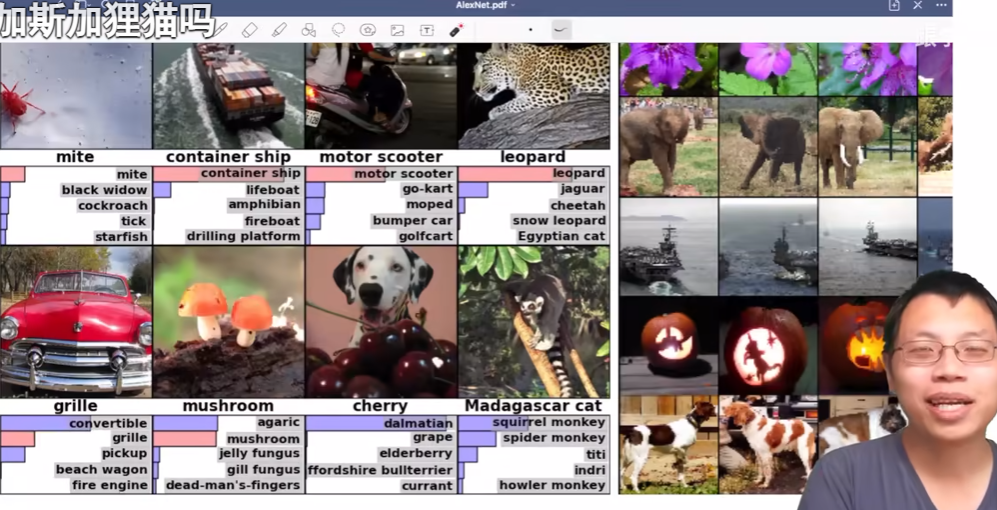 AlexNet.pdf
加斯加狸猫吗
mite
container ship
motor scooter
leopard
mite
black widow
cockroach
tick
starfish
container ship
lifeboat
amphibian
fireboat
drilling platform
motor scooter
go-kart
moped
bumper car
golfcart
leopard
jaguar
cheetah
snow leopard
Egyptian cat
grille
mushroom
cherry
Madagascar cat
convertible
grille
pickup
beach wagon
fire engine
agaric
mushroom
jelly fungus
gill fungus
dead-man's-fingers
dalmatian
grape
elderberry
ffordshire bullterrier
currant
squirrel monkey
spider monkey
titi
indri
howler monkey